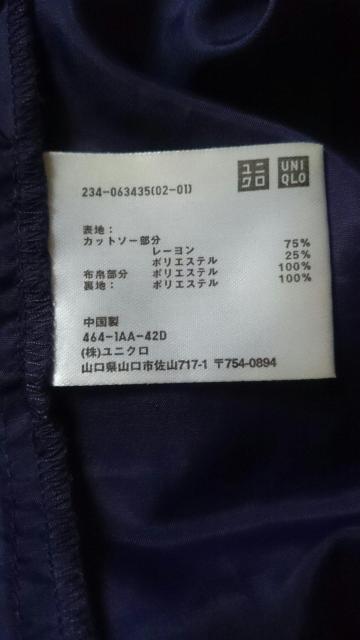 234-063435(02-01)
ユニクロ
UNIQLO
表地：
カットソー部分
レーヨン 75%
ポリエステル 25%
布帛部分 ポリエステル 100%
裏地： ポリエステル 100%
中国製
464-1AA-42D
(株)ユニクロ
山口県山口市佐山717-1 〒754-0894